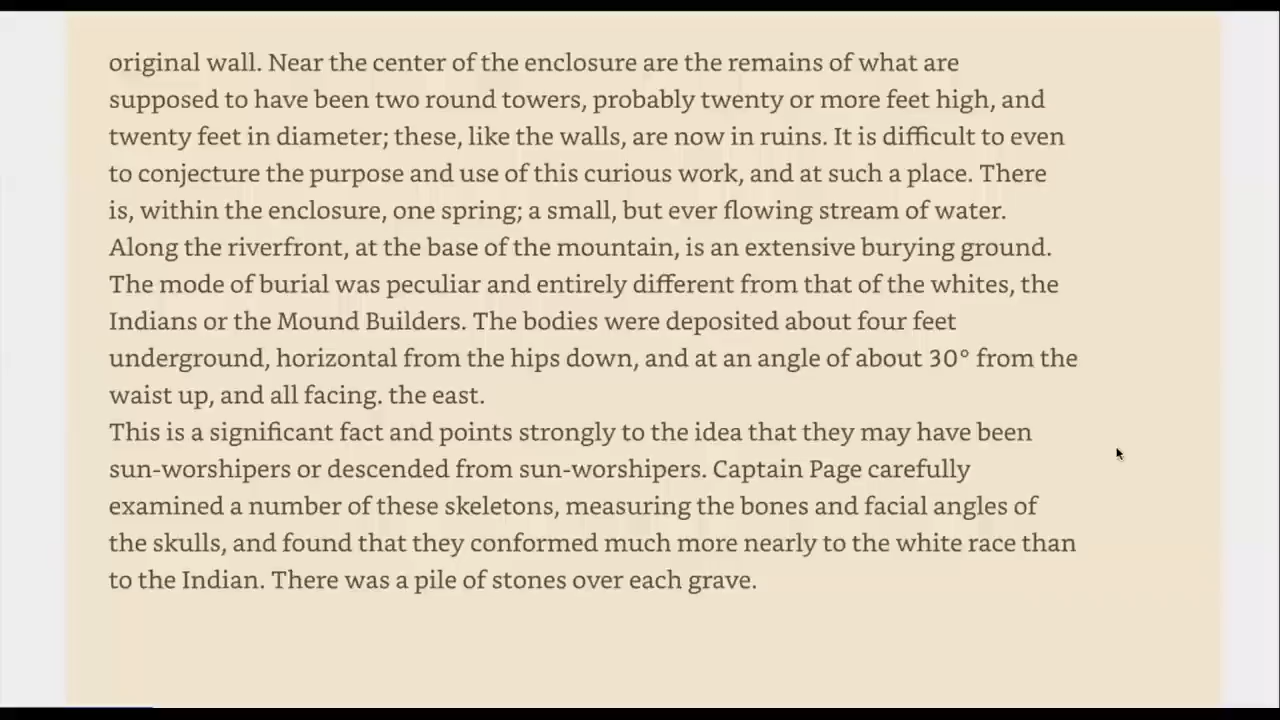 original wall. Near the center of the enclosure are the remains of what are
supposed to have been two round towers, probably twenty or more feet high, and
twenty feet in diameter; these, like the walls, are now in ruins. It is difficult to even
to conjecture the purpose and use of this curious work, and at such a place. There
is, within the enclosure, one spring; a small, but ever flowing stream of water.
Along the riverfront, at the base of the mountain, is an extensive burying ground.
The mode of burial was peculiar and entirely different from that of the whites, the
Indians or the Mound Builders. The bodies were deposited about four feet
underground, horizontal from the hips down, and at an angle of about 30° from the
waist up, and all facing. the east.
This is a significant fact and points strongly to the idea that they may have been
sun-worshipers or descended from sun-worshipers. Captain Page carefully
examined a number of these skeletons, measuring the bones and facial angles of
the skulls, and found that they conformed much more nearly to the white race than
to the Indian. There was a pile of stones over each grave.